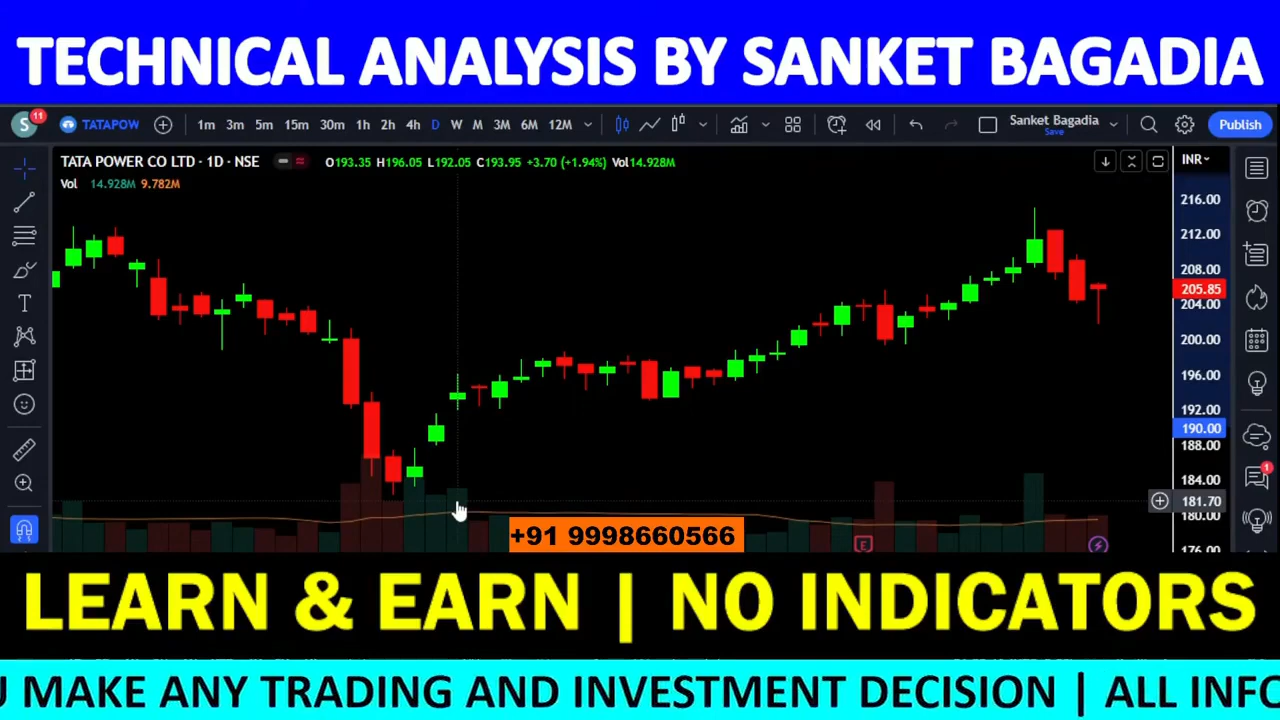 TECHNICAL ANALYSIS BY SANKET BAGADIA
S 11 TATAPOW 1m 3m 5m 15m 30m 1h 2h 4h D W M 3M 6M 12M Sanket Bagadia Save Publish
TATA POWER CO LTD · 1D · NSE O193.35 H196.05 L192.05 C193.95 +3.70 (+1.94%) Vol14.928M INR
Vol 14.928M 9.782M
216.00
212.00
208.00
205.85
204.00
200.00
196.00
192.00
190.00
188.00
184.00
1
181.70
180.00
+91 9998660566
E
176.00
LEARN & EARN | NO INDICATORS
U MAKE ANY TRADING AND INVESTMENT DECISION | ALL INFO